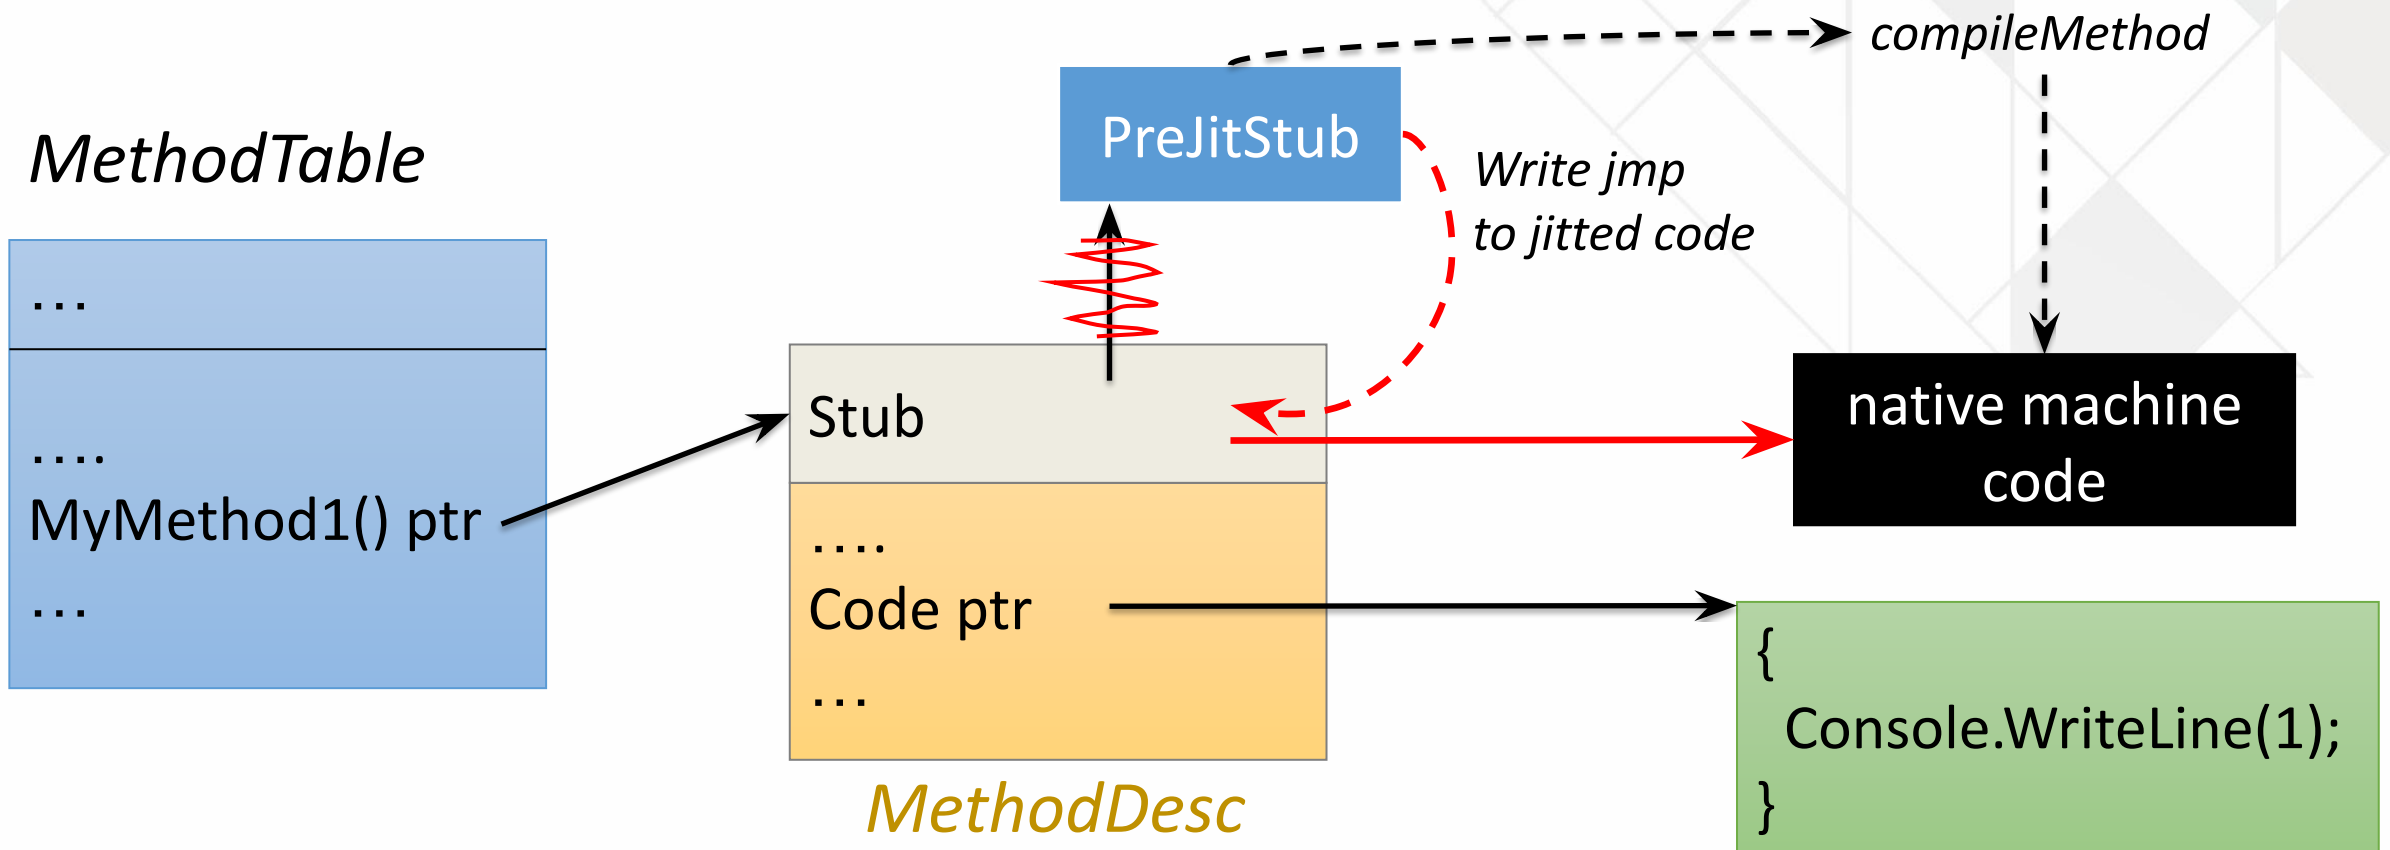 compileMethod
PreJitStub
MethodTable
Write jmp
to jitted code
...
....
MyMethod1() ptr
...
Stub
....
Code ptr
...
MethodDesc
native machine
code
{
Console.WriteLine(1);
}